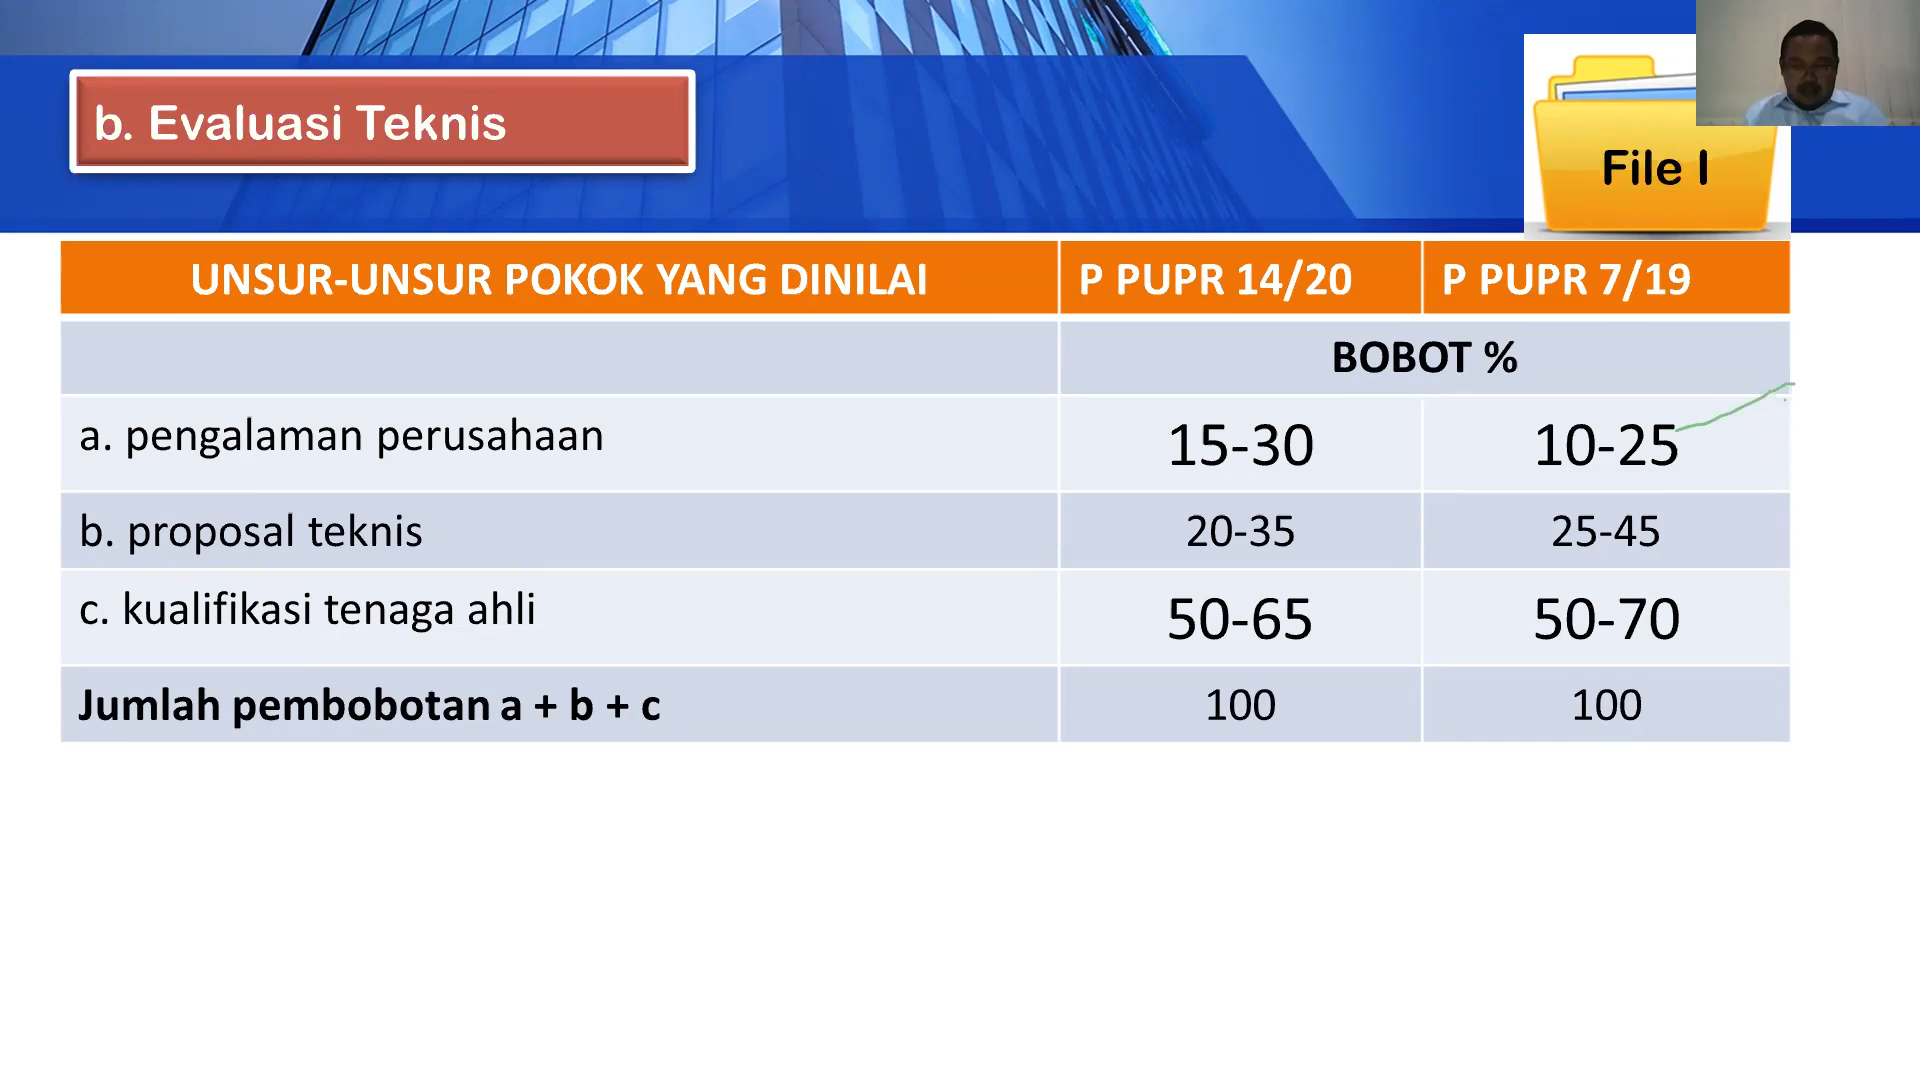 b. Evaluasi Teknis
File I
UNSUR-UNSUR POKOK YANG DINILAI P PUPR 14/20 P PUPR 7/19
BOBOT %
a. pengalaman perusahaan 15-30 10-25
b. proposal teknis 20-35 25-45
c. kualifikasi tenaga ahli 50-65 50-70
Jumlah pembobotan a + b + c 100 100